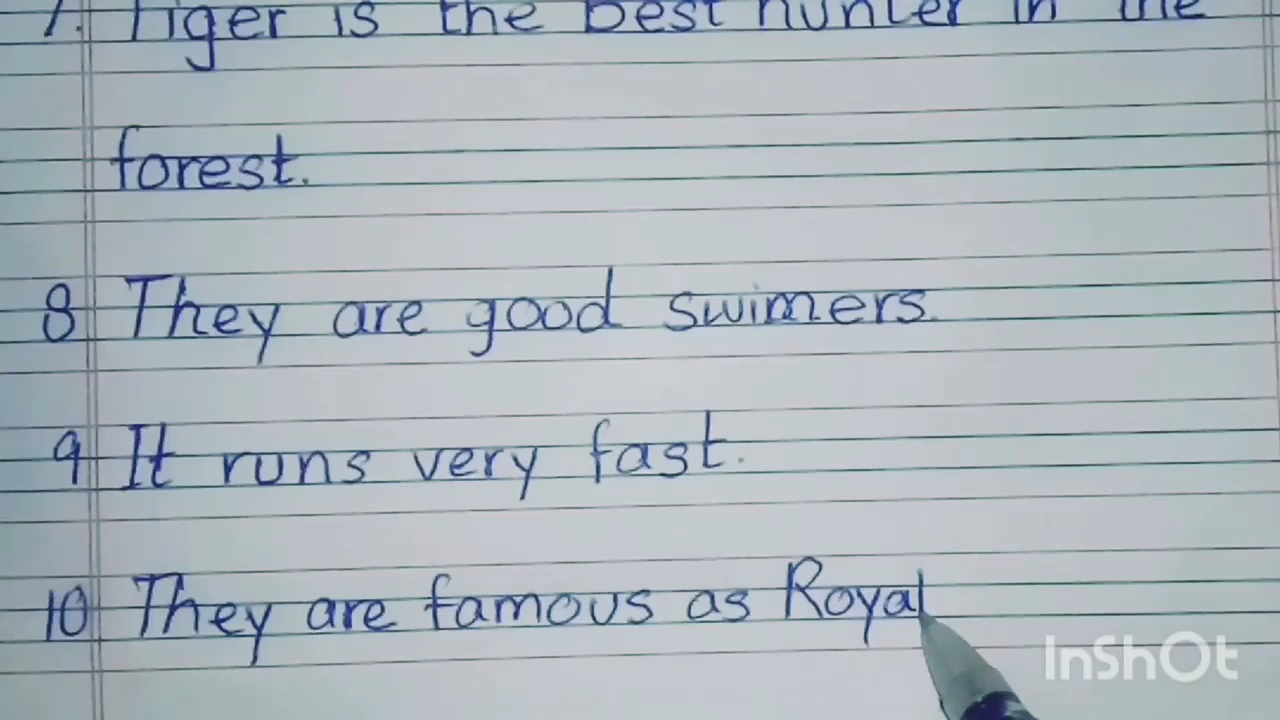 7. Tiger is the best hunter in the
forest.
8 They are good swimers.
9 It runs very fast.
10 They are famous as Royal
InShOt